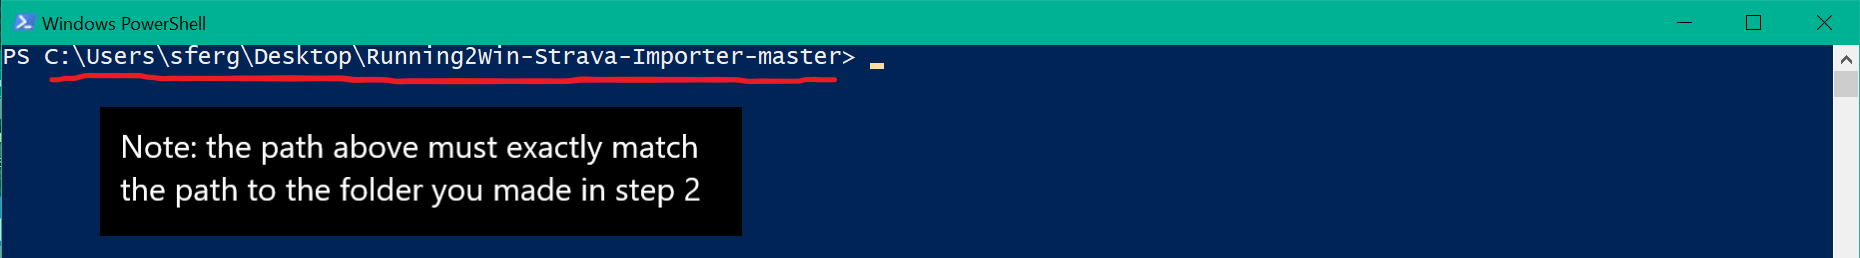 Windows PowerShell
PS C:\Users\sferg\Desktop\Running2Win-Strava-Importer-master>
Note: the path above must exactly match
the path to the folder you made in step 2